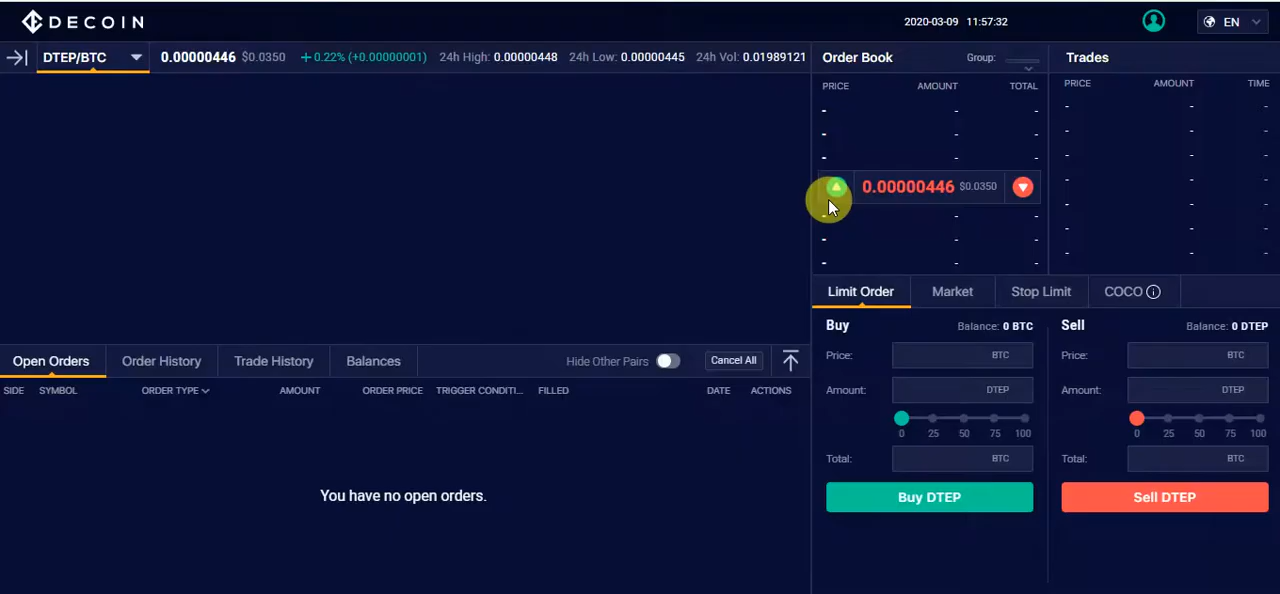 DECOIN
2020-03-09 11:57:32
EN
DTEP/BTC 0.00000446 $0.0350 +0.22% (+0.00000001) 24h High: 0.00000448 24h Low: 0.00000445 24h Vol: 0.01989121
Order Book Group:
PRICE AMOUNT TOTAL
- - -
- - -
- - -
0.00000446 $0.0350
- - -
- - -
- - -
Trades
PRICE AMOUNT TIME
- - -
- - -
- - -
- - -
- - -
- - -
- - -
Limit Order Market Stop Limit COCO
Buy Balance: 0 BTC
Price: BTC
Amount: DTEP
0 25 50 75 100
Total: BTC
Buy DTEP
Sell Balance: 0 DTEP
Price: BTC
Amount: DTEP
0 25 50 75 100
Total: BTC
Sell DTEP
Open Orders Order History Trade History Balances Hide Other Pairs Cancel All
SIDE SYMBOL ORDER TYPE AMOUNT ORDER PRICE TRIGGER CONDITI... FILLED DATE ACTIONS
You have no open orders.